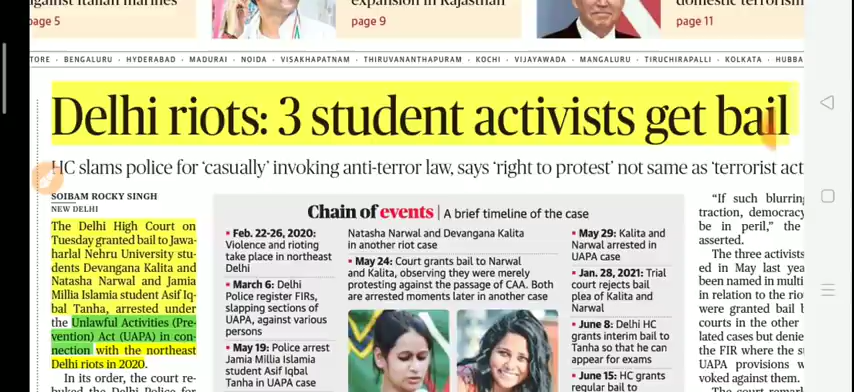 against Italian marines
page 5
expansion in Rajasthan
page 9
domestic terrorism
page 11
TORE · BENGALURU · HYDERABAD · MADURAI · NOIDA · VISAKHAPATNAM · THIRUVANANTHAPURAM · KOCHI · VIJAYAWADA · MANGALURU · TIRUCHIRAPALLI · KOLKATA · HUBBA
Delhi riots: 3 student activists get bail
HC slams police for ‘casually’ invoking anti-terror law, says ‘right to protest’ not same as ‘terrorist act
SOIBAM ROCKY SINGH
NEW DELHI
The Delhi High Court on
Tuesday granted bail to Jawa-
harlal Nehru University stu-
dents Devangana Kalita and
Natasha Narwal and Jamia
Millia Islamia student Asif Iq-
bal Tanha, arrested under
the Unlawful Activities (Pre-
vention) Act (UAPA) in con-
nection with the northeast
Delhi riots in 2020.
In its order, the court re-
buked the Delhi Police for
Chain of events | A brief timeline of the case
▪ Feb. 22-26, 2020:
Violence and rioting
take place in northeast
Delhi
▪ March 6: Delhi
Police register FIRs,
slapping sections of
UAPA, against various
persons
▪ May 19: Police arrest
Jamia Millia Islamia
student Asif Iqbal
Tanha in UAPA case
Natasha Narwal and Devangana Kalita
in another riot case
▪ May 24: Court grants bail to Narwal
and Kalita, observing they were merely
protesting against the passage of CAA. Both
are arrested moments later in another case
▪ May 29: Kalita and
Narwal arrested in
UAPA case
▪ Jan. 28, 2021: Trial
court rejects bail
plea of Kalita and
Narwal
▪ June 8: Delhi HC
grants interim bail to
Tanha so that he can
appear for exams
▪ June 15: HC grants
regular bail to
“If such blurring
traction, democracy
be in peril,” the
asserted.
The three activists
ed in May last yea
been named in multi
in relation to the rio
were granted bail b
courts in the other
lated cases but denie
the FIR where the s
UAPA provisions w
voked against them.
The court remark